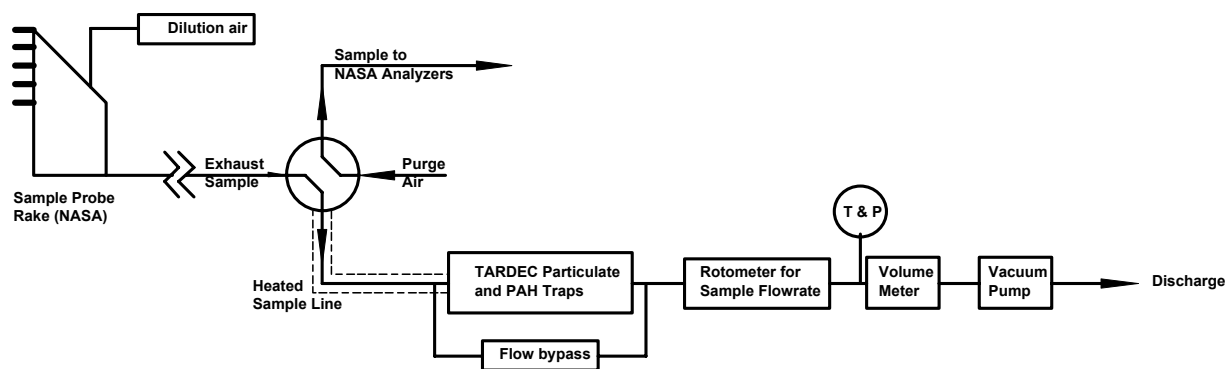 Dilution air
Sample to
NASA Analyzers
Exhaust
Sample
Purge
Air
Sample Probe
Rake (NASA)
T & P
Heated
Sample Line
TARDEC Particulate
and PAH Traps
Rotometer for
Sample Flowrate
Volume
Meter
Vacuum
Pump
Discharge
Flow bypass